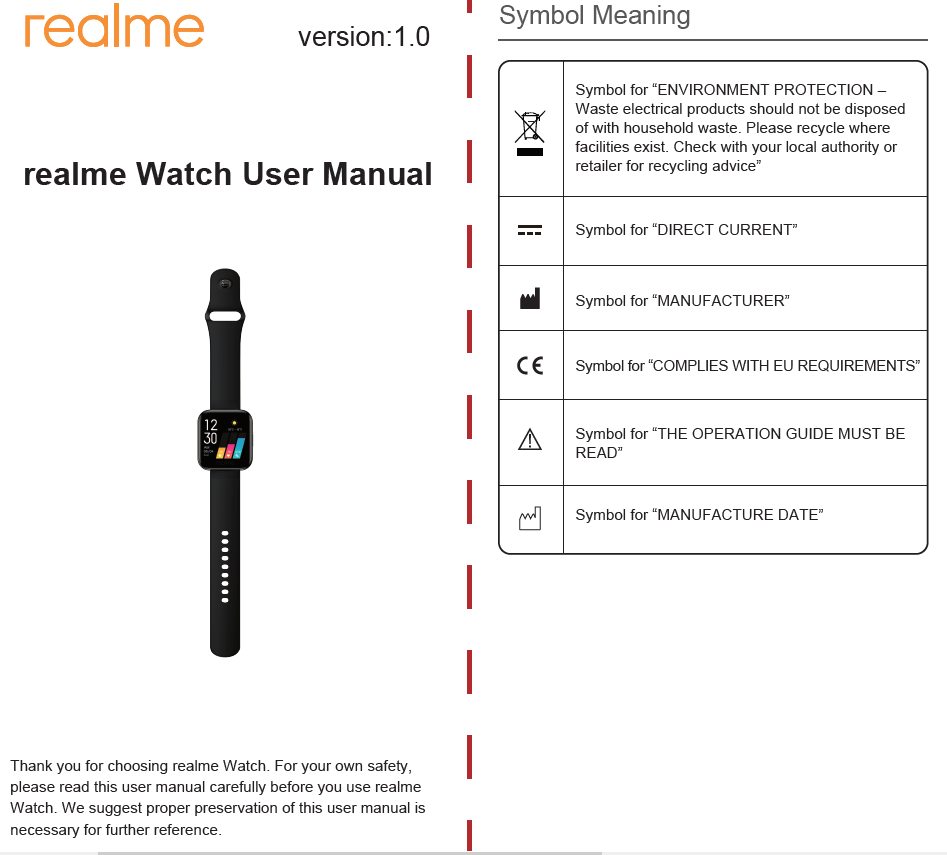 realme
version:1.0
realme Watch User Manual
12
30
Thank you for choosing realme Watch. For your own safety,
please read this user manual carefully before you use realme
Watch. We suggest proper preservation of this user manual is
necessary for further reference.
Symbol Meaning
Symbol for “ENVIRONMENT PROTECTION –
Waste electrical products should not be disposed
of with household waste. Please recycle where
facilities exist. Check with your local authority or
retailer for recycling advice”
Symbol for “DIRECT CURRENT”
Symbol for “MANUFACTURER”
CE
Symbol for “COMPLIES WITH EU REQUIREMENTS”
Symbol for “THE OPERATION GUIDE MUST BE
READ”
Symbol for “MANUFACTURE DATE”